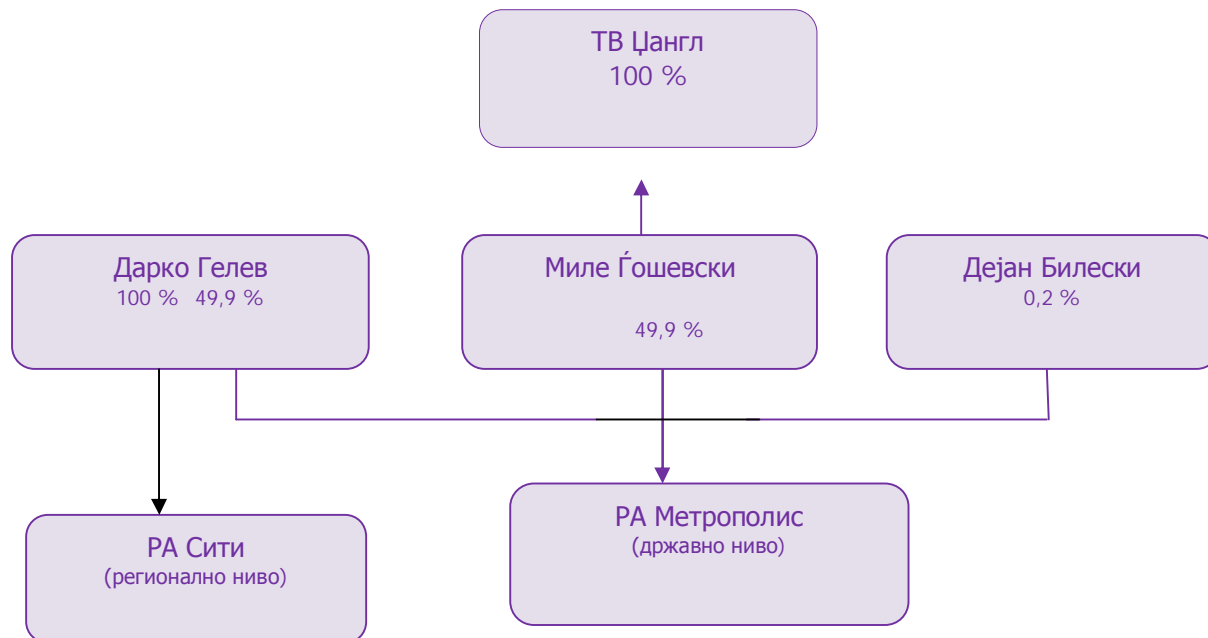 ТВ Џангл
100 %
Дарко Гелев
100 % 49,9 %
Миле Ѓошевски
49,9 %
Дејан Билески
0,2 %
РА Сити
(регионално ниво)
РА Метрополис
(државно ниво)